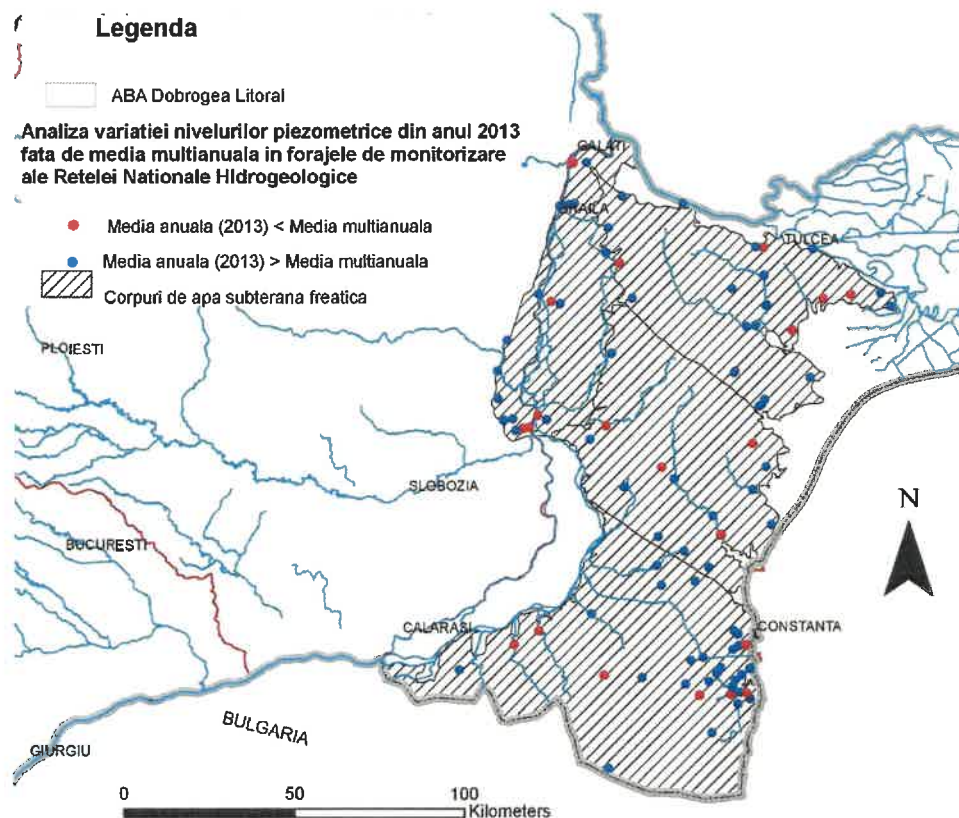 Legenda
ABA Dobrogea Litoral
Analiza variatiei nivelurilor piezometrice din anul 2013
fata de media multianuala in forajele de monitorizare
ale Retelei Nationale Hidrogeologice
Media anuala (2013) < Media multianuala
Media anuala (2013) > Media multianuala
Corpuri de apa subterana freatica
GALATI
BRAILA
TULCEA
PLOIESTI
SLOBOZIA
N
BUCURESTI
CALARASI
CONSTANTA
BULGARIA
GIURGIU
0 50 100
Kilometers